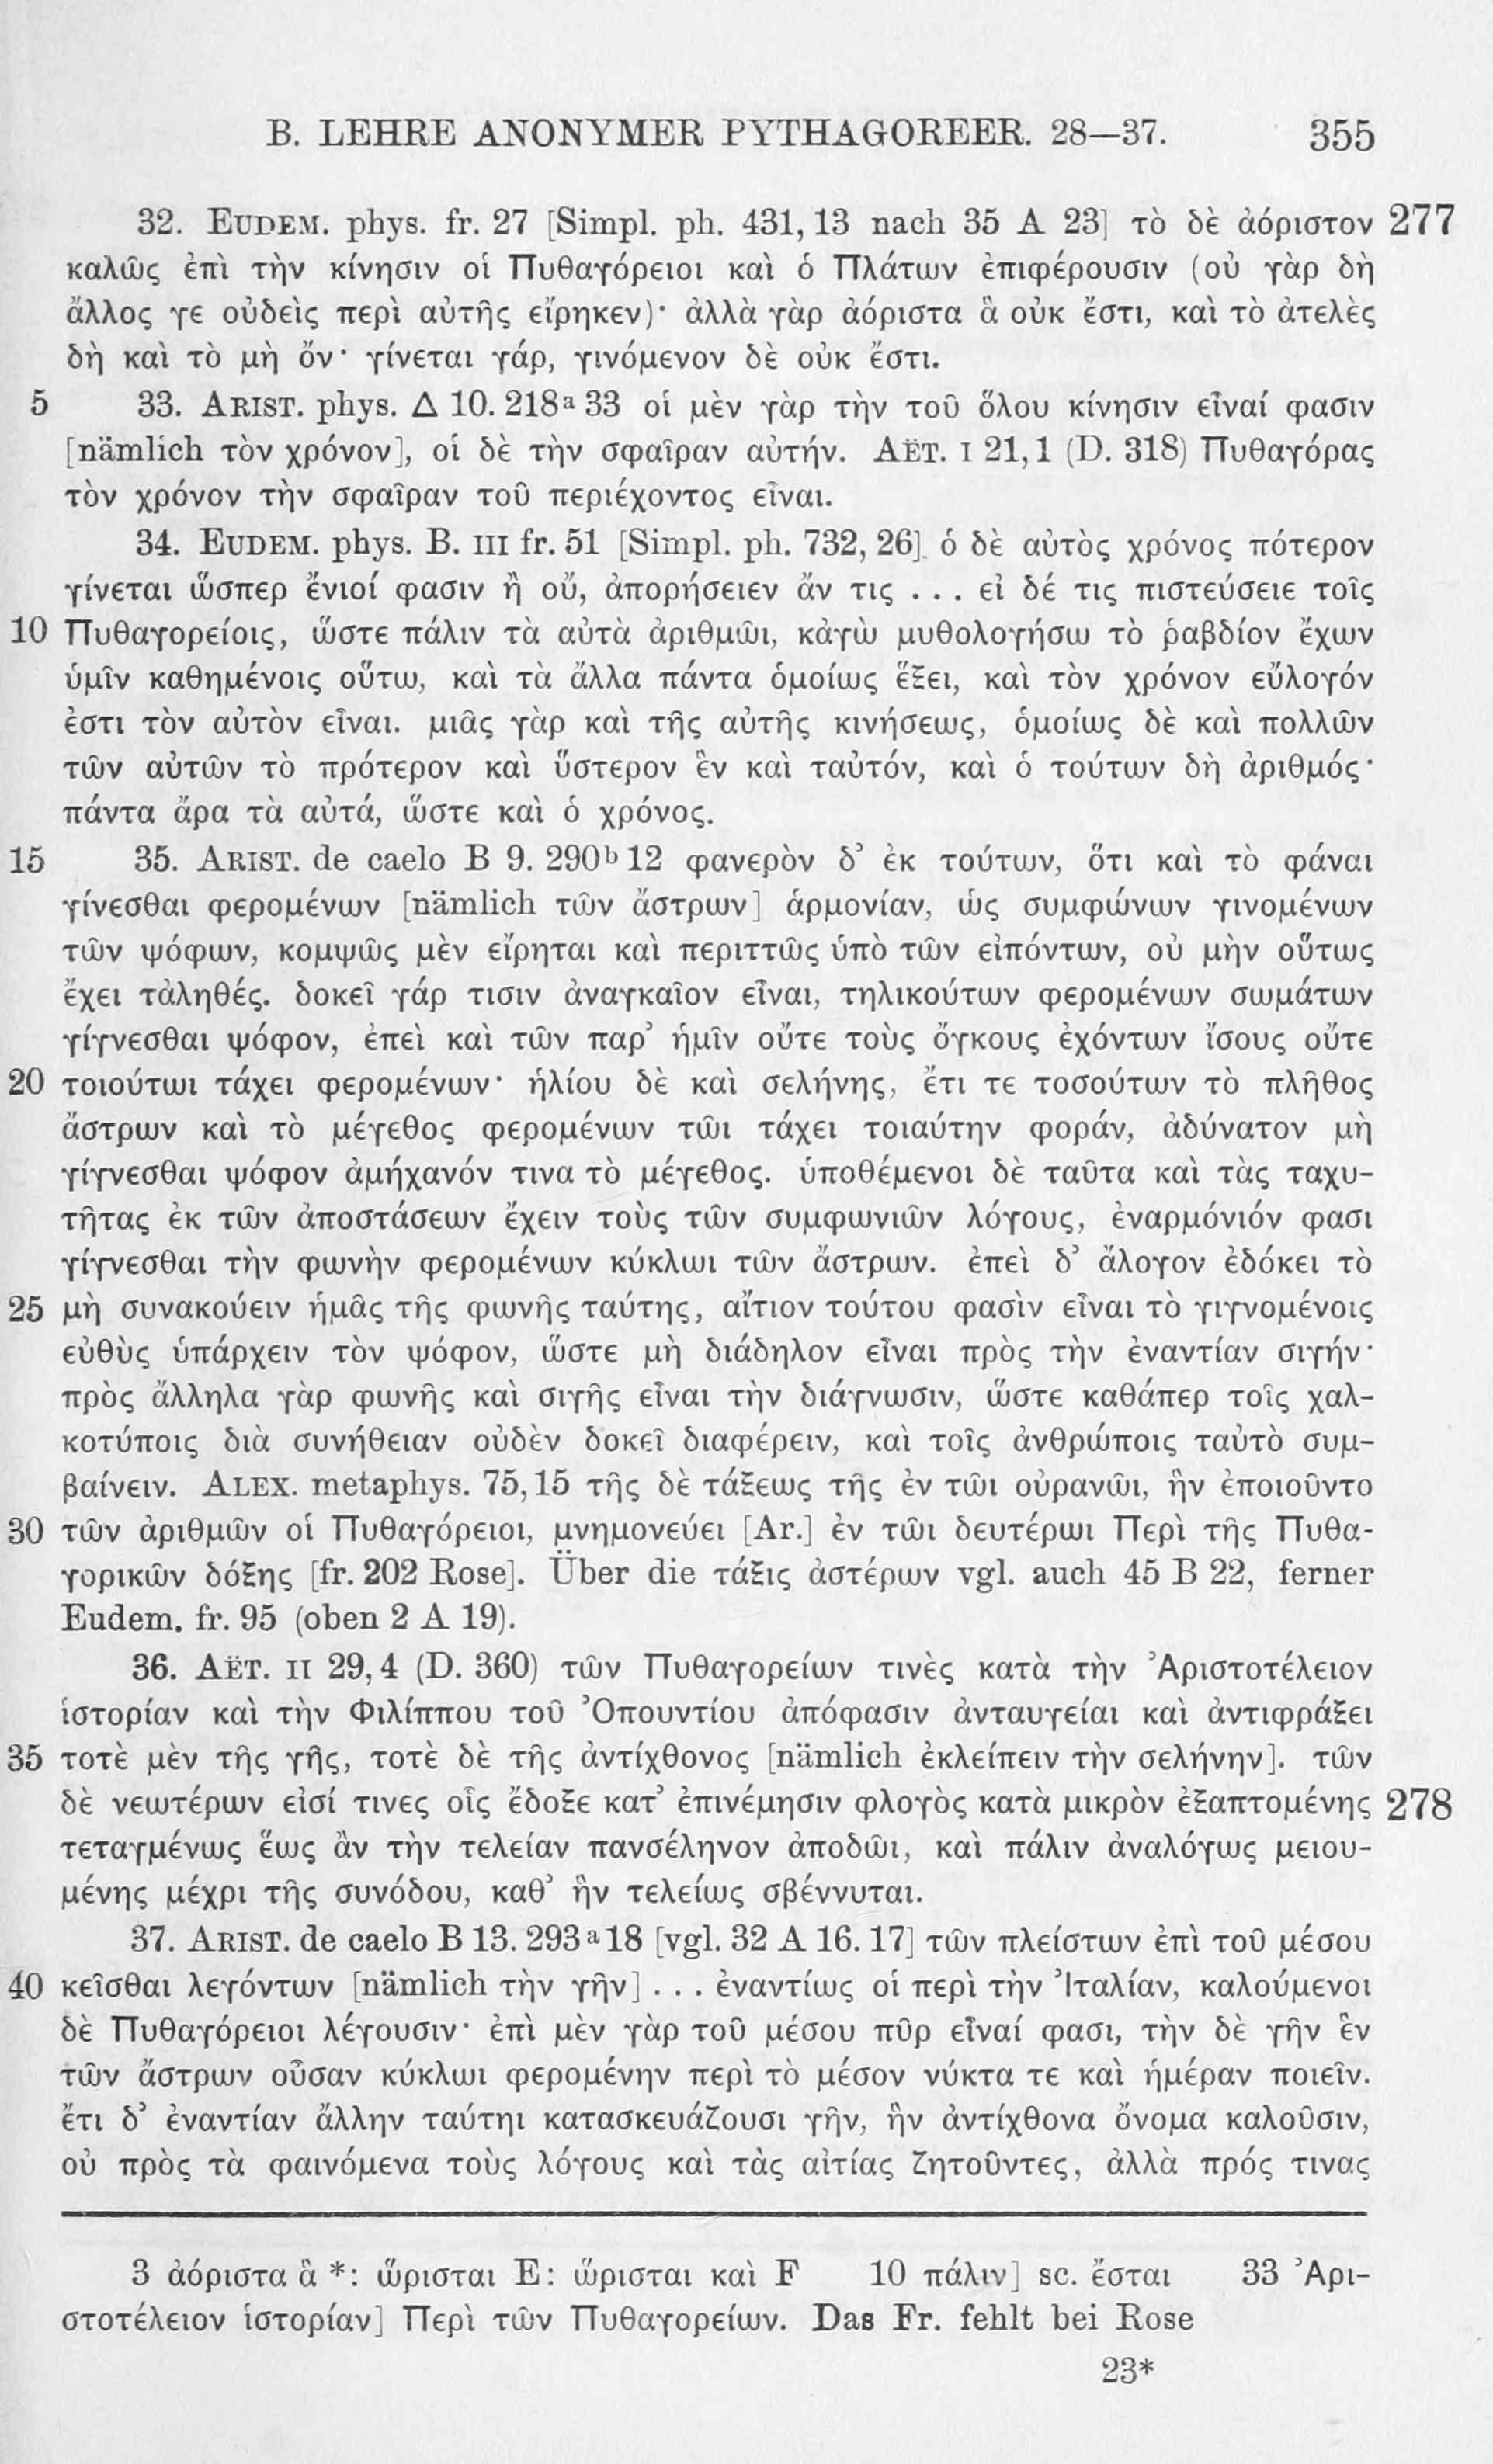 B. LEHRE ANONYMER PYTHAGOREER. 28—37. 355
32. EUDEM. phys. fr. 27 [Simpl. ph. 431, 13 nach 35 A 23] τὸ δὲ ἀόριστον 277
καλῶς ἐπὶ τὴν κίνησιν οἱ Πυθαγόρειοι καὶ ὁ Πλάτων ἐπιφέρουσιν (οὐ γὰρ δὴ
ἄλλος γε οὐδεὶς περὶ αὐτῆς εἴρηκεν)· ἀλλὰ γὰρ ἀόριστα ἃ οὐκ ἔστι, καὶ τὸ ἀτελὲς
δὴ καὶ τὸ μὴ ὄν· γίνεται γάρ, γινόμενον δὲ οὐκ ἔστι.
5 33. ARIST. phys. Δ 10. 218ᵃ 33 οἱ μὲν γὰρ τὴν τοῦ ὅλου κίνησιν εἶναί φασιν
[nämlich τὸν χρόνον], οἱ δὲ τὴν σφαῖραν αὐτήν. AËT. I 21, 1 (D. 318) Πυθαγόρας
τὸν χρόνον τὴν σφαῖραν τοῦ περιέχοντος εἶναι.
34. EUDEM. phys. B. III fr. 51 [Simpl. ph. 732, 26] ὁ δὲ αὐτὸς χρόνος πότερον
γίνεται ὥσπερ ἔνιοί φασιν ἢ οὔ, ἀπορήσειεν ἄν τις . . . εἰ δέ τις πιστεύσειε τοῖς
10 Πυθαγορείοις, ὥστε πάλιν τὰ αὐτὰ ἀριθμῶι, κἀγὼ μυθολογήσω τὸ ῥαβδίον ἔχων
ὑμῖν καθημένοις οὕτω, καὶ τὰ ἄλλα πάντα ὁμοίως ἕξει, καὶ τὸν χρόνον εὔλογόν
ἐστι τὸν αὐτὸν εἶναι. μιᾶς γὰρ καὶ τῆς αὐτῆς κινήσεως, ὁμοίως δὲ καὶ πολλῶν
τῶν αὐτῶν τὸ πρότερον καὶ ὕστερον ἓν καὶ ταὐτόν, καὶ ὁ τούτων δὴ ἀριθμός·
πάντα ἄρα τὰ αὐτά, ὥστε καὶ ὁ χρόνος.
15 35. ARIST. de caelo B 9. 290ᵇ 12 φανερὸν δ’ ἐκ τούτων, ὅτι καὶ τὸ φάναι
γίνεσθαι φερομένων [nämlich τῶν ἄστρων] ἁρμονίαν, ὡς συμφώνων γινομένων
τῶν ψόφων, κομψῶς μὲν εἴρηται καὶ περιττῶς ὑπὸ τῶν εἰπόντων, οὐ μὴν οὕτως
ἔχει τἀληθές. δοκεῖ γάρ τισιν ἀναγκαῖον εἶναι, τηλικούτων φερομένων σωμάτων
γίγνεσθαι ψόφον, ἐπεὶ καὶ τῶν παρ’ ἡμῖν οὔτε τοὺς ὄγκους ἐχόντων ἴσους οὔτε
20 τοιούτωι τάχει φερομένων· ἡλίου δὲ καὶ σελήνης, ἔτι τε τοσούτων τὸ πλῆθος
ἄστρων καὶ τὸ μέγεθος φερομένων τῶι τάχει τοιαύτην φοράν, ἀδύνατον μὴ
γίγνεσθαι ψόφον ἀμήχανόν τινα τὸ μέγεθος. ὑποθέμενοι δὲ ταῦτα καὶ τὰς ταχυ-
τῆτας ἐκ τῶν ἀποστάσεων ἔχειν τοὺς τῶν συμφωνιῶν λόγους, ἐναρμόνιόν φασι
γίγνεσθαι τὴν φωνὴν φερομένων κύκλωι τῶν ἄστρων. ἐπεὶ δ’ ἄλογον ἐδόκει τὸ
25 μὴ συνακούειν ἡμᾶς τῆς φωνῆς ταύτης, αἴτιον τούτου φασὶν εἶναι τὸ γιγνομένοις
εὐθὺς ὑπάρχειν τὸν ψόφον, ὥστε μὴ διάδηλον εἶναι πρὸς τὴν ἐναντίαν σιγήν·
πρὸς ἄλληλα γὰρ φωνῆς καὶ σιγῆς εἶναι τὴν διάγνωσιν, ὥστε καθάπερ τοῖς χαλ-
κοτύποις διὰ συνήθειαν οὐδὲν δοκεῖ διαφέρειν, καὶ τοῖς ἀνθρώποις ταὐτὸ συμ-
βαίνειν. ALEX. metaphys. 75, 15 τῆς δὲ τάξεως τῆς ἐν τῶι οὐρανῶι, ἣν ἐποιοῦντο
30 τῶν ἀριθμῶν οἱ Πυθαγόρειοι, μνημονεύει [Ar.] ἐν τῶι δευτέρωι Περὶ τῆς Πυθα-
γορικῶν δόξης [fr. 202 Rose]. Über die τάξις ἀστέρων vgl. auch 45 B 22, ferner
Eudem. fr. 95 (oben 2 A 19).
36. AËT. II 29, 4 (D. 360) τῶν Πυθαγορείων τινὲς κατὰ τὴν Ἀριστοτέλειον
ἱστορίαν καὶ τὴν Φιλίππου τοῦ Ὀπουντίου ἀπόφασιν ἀνταυγείαι καὶ ἀντιφράξει
35 τοτὲ μὲν τῆς γῆς, τοτὲ δὲ τῆς ἀντίχθονος [nämlich ἐκλείπειν τὴν σελήνην]. τῶν
δὲ νεωτέρων εἰσί τινες οἷς ἔδοξε κατ’ ἐπινέμησιν φλογὸς κατὰ μικρὸν ἐξαπτομένης 278
τεταγμένως ἕως ἂν τὴν τελείαν πανσέληνον ἀποδῶι, καὶ πάλιν ἀναλόγως μειου-
μένης μέχρι τῆς συνόδου, καθ’ ἣν τελείως σβέννυται.
37. ARIST. de caelo B 13. 293ᵃ 18 [vgl. 32 A 16. 17] τῶν πλείστων ἐπὶ τοῦ μέσου
40 κεῖσθαι λεγόντων [nämlich τὴν γῆν] . . . ἐναντίως οἱ περὶ τὴν Ἰταλίαν, καλούμενοι
δὲ Πυθαγόρειοι λέγουσιν· ἐπὶ μὲν γὰρ τοῦ μέσου πῦρ εἶναί φασι, τὴν δὲ γῆν ἓν
τῶν ἄστρων οὖσαν κύκλωι φερομένην περὶ τὸ μέσον νύκτα τε καὶ ἡμέραν ποιεῖν.
ἔτι δ’ ἐναντίαν ἄλλην ταύτηι κατασκευάζουσι γῆν, ἣν ἀντίχθονα ὄνομα καλοῦσιν,
οὐ πρὸς τὰ φαινόμενα τοὺς λόγους καὶ τὰς αἰτίας ζητοῦντες, ἀλλὰ πρός τινας
3 ἀόριστα ἃ *: ὥρισται E: ὥρισται καὶ F 10 πάλιν] sc. ἔσται 33 Ἀρι-
στοτέλειον ἱστορίαν] Περὶ τῶν Πυθαγορείων. Das Fr. fehlt bei Rose
23*